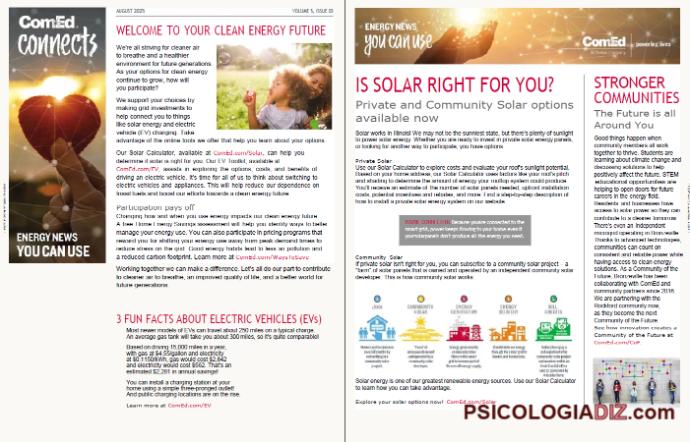 ComEd
connects
ENERGY NEWS
YOU CAN USE
AUGUST 2025
VOLUME 5, ISSUE
WELCOME TO YOUR CLEAN ENERGY FUTURE
We're all striving for cleaner air
to breathe and a healthier
environment for future generations.
As your options for clean energy
continue to grow, how will
you participate?
We support your choices by
making grid investments to
help connect you to things
like solar energy and electric
vehicle (EV) charging. Take
advantage of the online tools we offer that help you learn about your options
Our Solar Calculator, available at ComEd.com/Solar, can help you
determine if solar is right for you. Our EV Toolkit, available at
ComEd.com/EV, assists in exploring the options, costs, and benefits of
driving an electric vehicle. It's time for all of us to think about switching to
electric vehicles and appliances. This will help reduce our dependence on
fossil fuels and boost our efforts towards a clean energy future.
Participation pays off
Changing how and when you use energy impacts our clean energy future.
A free Home Energy Savings assessment will help you identify ways to better
manage your energy use. You can also participate in pricing programs that
reward you for shifting your energy use away from peak demand times to
reduce stress on the grid. Good energy habits lead to less air pollution and
a reduced carbon footprint. Learn more at ComEd.com/WaysToSave
Working together we can make a difference. Let's all do our part to contribute
to cleaner air to breathe, an improved quality of life, and a better future for
future generations.
3 FUN FACTS ABOUT ELECTRIC VEHICLES (EVs)
Most newer models of EVs can travel about 250 miles on a typical charge.
An average gas tank will take you about 300 miles, so it's quite comparable!
Based on driving 15,000 miles in a year,
with gas at $4.55/gallon and electricity
at $0.1150/kWh, gas would cost $2,842
and electricity would cost $562. That's an
estimated $2,281 in annual savings!
You can install a charging station at your
home using a simple three-pronged outlet!
And public charging locations are on the rise.
Learn more at ComEd.com/EV
ENERGY NEWS
you can use
ComEd
powering lives
IS SOLAR RIGHT FOR YOU?
Private and Community Solar options
available now
Solar works in Illinois! We may not be the sunniest state, but there's plenty of sunlight
to power solar energy. Whether you are ready to invest in private solar energy panels,
or looking for another way to participate, you have options.
Private Solar
Use our Solar Calculator to explore costs and evaluate your roof's sunlight potential.
Based on your home address, our Solar Calculator uses factors like your roof's pitch
and shading to determine the amount of energy your rooftop could produce.
You'll receive an estimate of the number of solar panels needed, upfront installation
costs, potential incentives and rebates, and more. Find a step-by-step description of
how to install a private solar energy system on our website.
Because you're connected to the
smart grid, power keeps flowing to your home even if
your solar panels don't produce all the energy you need.
Community Solar
If private solar isn't right for you, you can subscribe to a community solar project – a
"farm" of solar panels that is owned and operated by an independent community solar
developer. This is how community solar works:
JOIN
COMMUNITY
SOLAR
ENERGY
BILL
CREDITS
Solar energy is one of our greatest renewable energy sources. Use our Solar Calculator
to learn how you can take advantage.
Explore your solar options now! ComEd.com/Solar
STRONGER
COMMUNITIES
The Future is all
Around You
Good things happen when
community members all work
together to thrive. Students are
learning about climate change and
discussing solutions to help
positively affect the future. STEM
educational opportunities are
helping to open doors for future
careers in the energy field.
Residents and businesses have
access to solar power so they can
contribute to a cleaner tomorrow.
There's even an independent
microgrid operating in Bronzeville.
Thanks to advanced technologies,
communities can count on
consistent and reliable power while
having access to clean energy
solutions. As a Community of the
Future, Bronzeville has been
collaborating with ComEd and
community partners since 2016.
We are partnering with the
Rockford community now,
as they become the next
Community of the Future.
See how innovation creates a
Community of the Future at
ComEd.com/CoF
PSICOLOGIADIZ.com